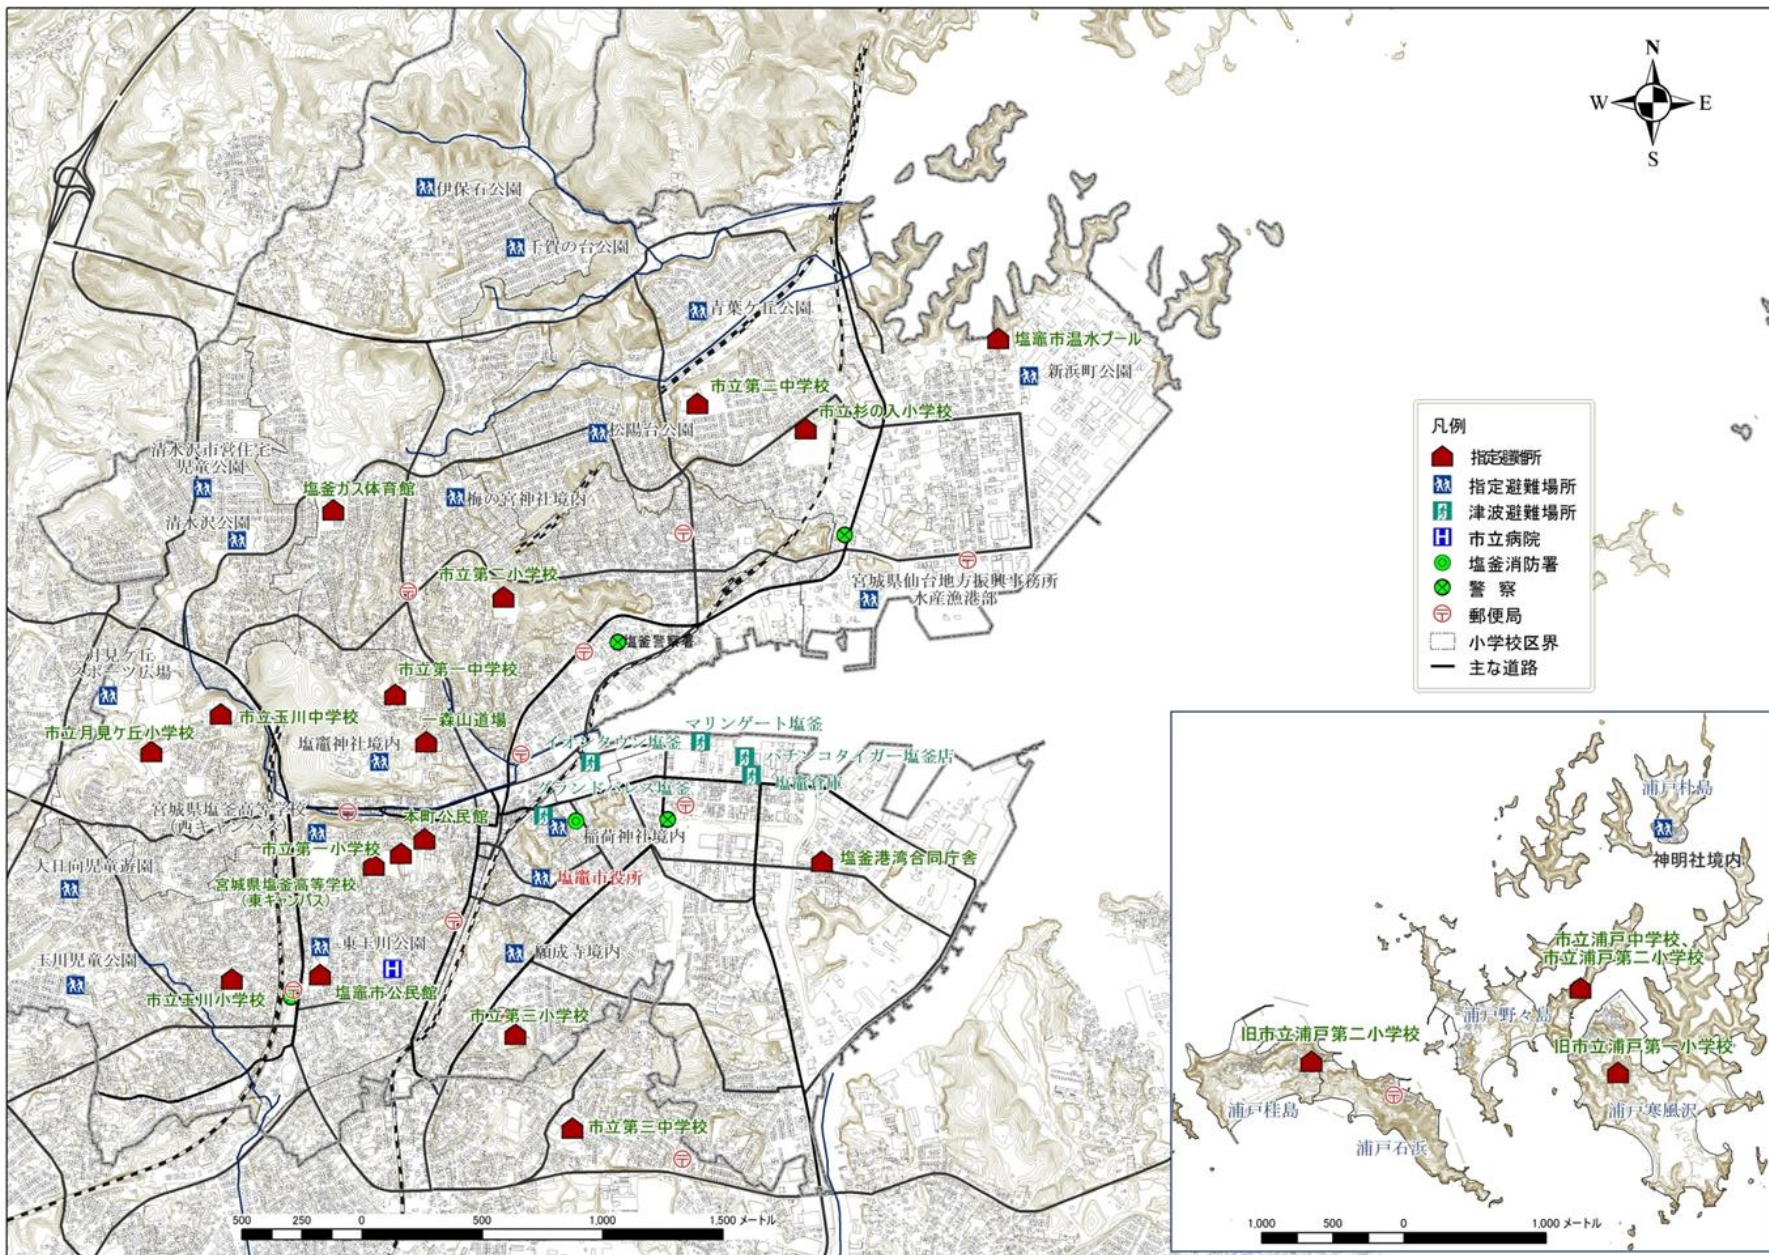 N
W E
S
伊保石公園
千賀の台公園
青葉ケ丘公園
塩竈市温水プール
新浜町公園
市立第二中学校
市立杉の入小学校
松陽台公園
清水沢市営住宅
児童公園
塩釜ガス体育館
梅の宮神社境内
清水沢公園
市立第二小学校
宮城県仙台地方振興事務所
水産漁港部
塩釜警察署
月見ケ丘
スポーツ広場
市立第一中学校
市立玉川中学校
一森山道場
市立月見ケ丘小学校
塩竈神社境内
マリンゲート塩釜
イオンタウン塩釜
パチンコタイガー塩釜店
塩竈倉庫
グランドパレス塩釜
宮城県塩釜高等学校
(西キャンパス)
本町公民館
稲荷神社境内
市立第一小学校
塩釜港湾合同庁舎
大日向児童遊園
宮城県塩釜高等学校
(東キャンパス)
塩竈市役所
東玉川公園
願成寺境内
玉川児童公園
市立玉川小学校
塩竈市公民館
市立第三小学校
市立第三中学校
500 250 0 500 1,000 1,500 メートル
凡例
指定避難所
指定避難場所
津波避難場所
市立病院
塩釜消防署
警 察
郵便局
小学校区界
主な道路
浦戸朴島
神明社境内
市立浦戸中学校、
市立浦戸第二小学校
浦戸野々島
旧市立浦戸第二小学校
旧市立浦戸第一小学校
浦戸桂島
浦戸寒風沢
浦戸石浜
1,000 500 0 1,000 メートル